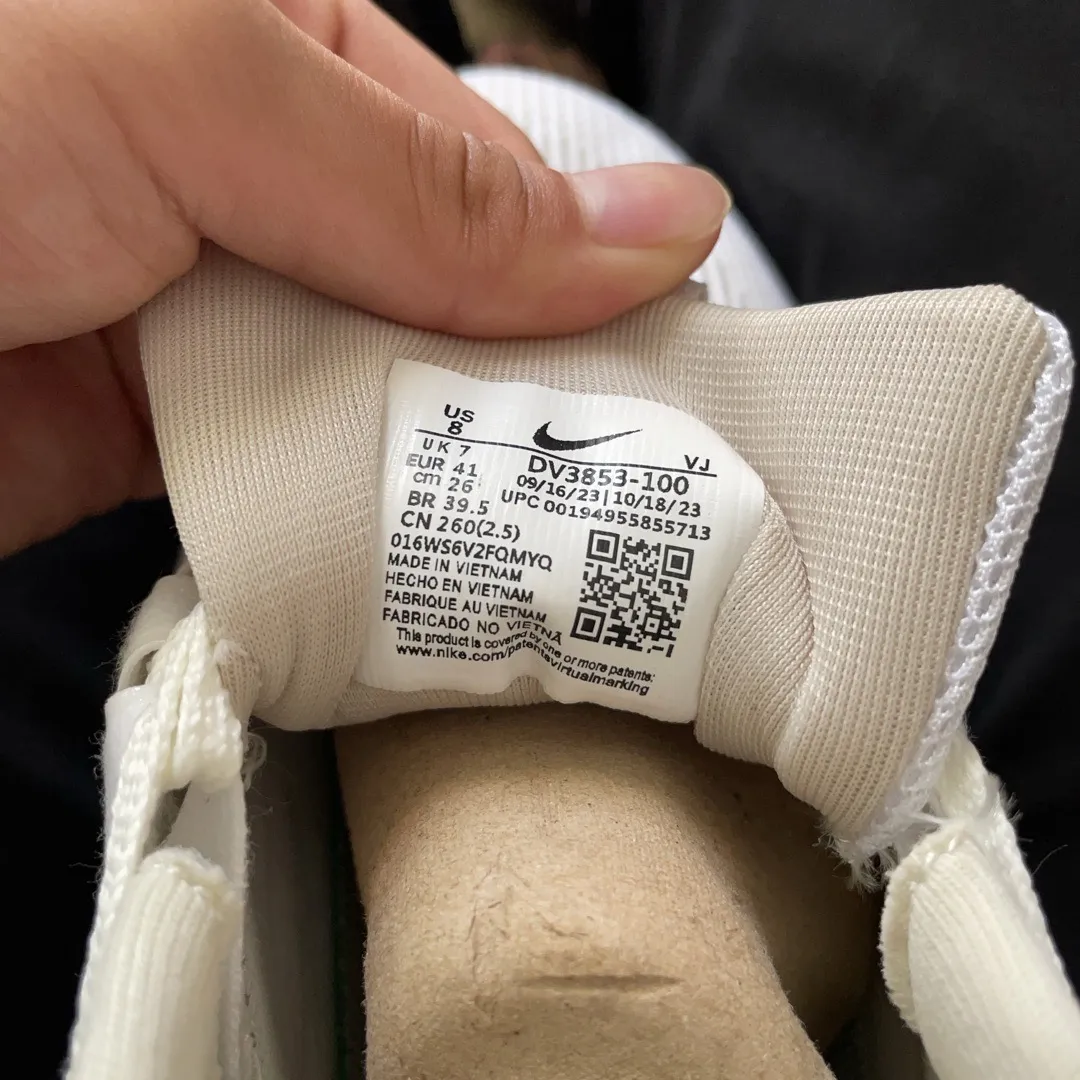 US
8
VJ
UK 7
EUR 41
cm 26
BR 39.5
CN 260(2.5)
DV3853-100
09/16/23|10/18/23
UPC 00194955855713
016WS6V2FQMYQ
MADE IN VIETNAM
HECHO EN VIETNAM
FABRIQUE AU VIETNAM
FABRICADO NO VIETNÃ
This product is covered by one or more patents:
www.nike.com/patentsvirtualmarking